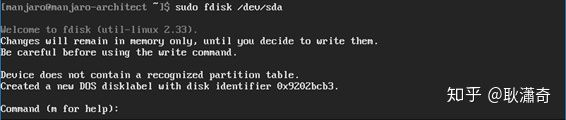 [manjaro@manjaro-architect ~]$ sudo fdisk /dev/sda
Welcome to fdisk (util-linux 2.33).
Changes will remain in memory only, until you decide to write them.
Be careful before using the write command.
Device does not contain a recognized partition table.
Created a new DOS disklabel with disk identifier 0x9202bcb3.
Command (m for help):
知乎 @耿潇奇